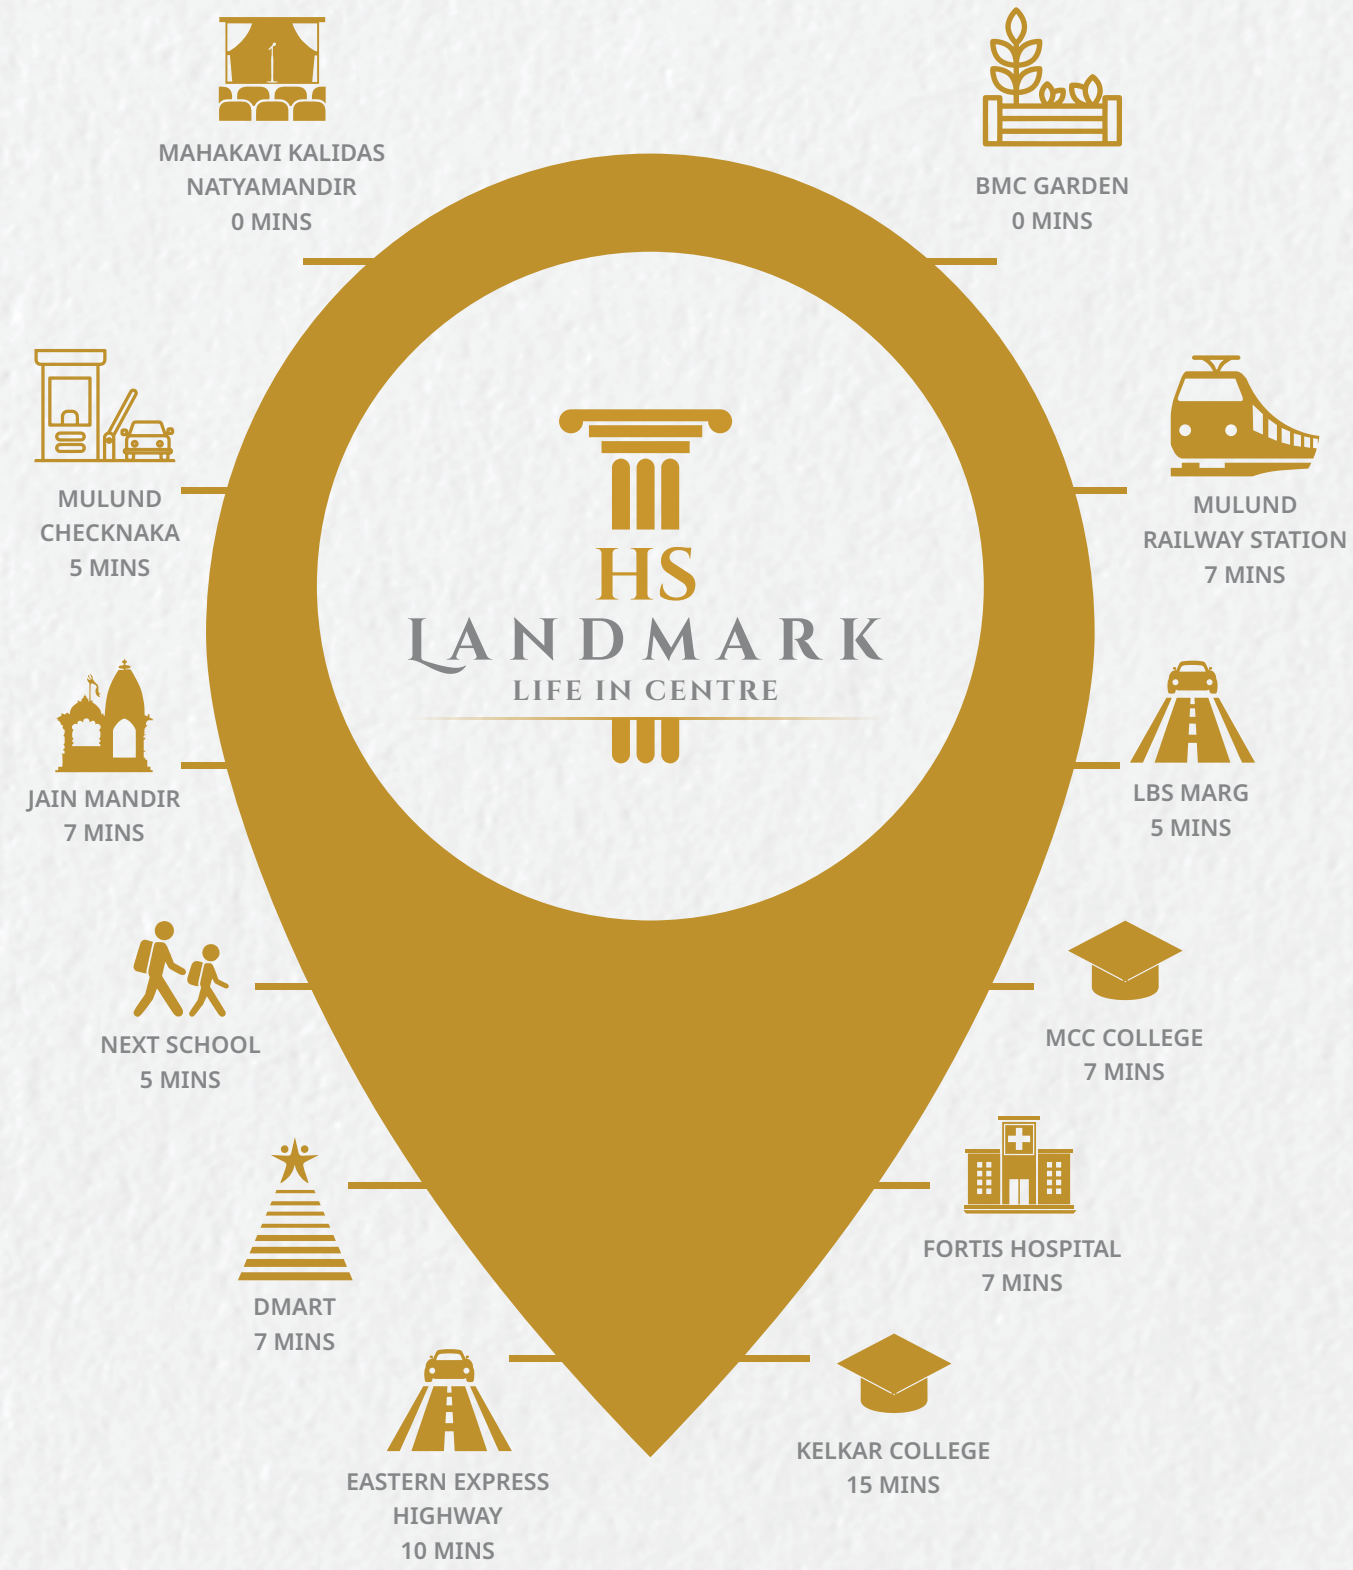 MAHAKAVI KALIDAS
NATYAMANDIR
0 MINS
BMC GARDEN
0 MINS
MULUND
CHECKNAKA
5 MINS
MULUND
RAILWAY STATION
7 MINS
HS
LANDMARK
LIFE IN CENTRE
JAIN MANDIR
7 MINS
LBS MARG
5 MINS
NEXT SCHOOL
5 MINS
MCC COLLEGE
7 MINS
DMART
7 MINS
FORTIS HOSPITAL
7 MINS
EASTERN EXPRESS
HIGHWAY
10 MINS
KELKAR COLLEGE
15 MINS